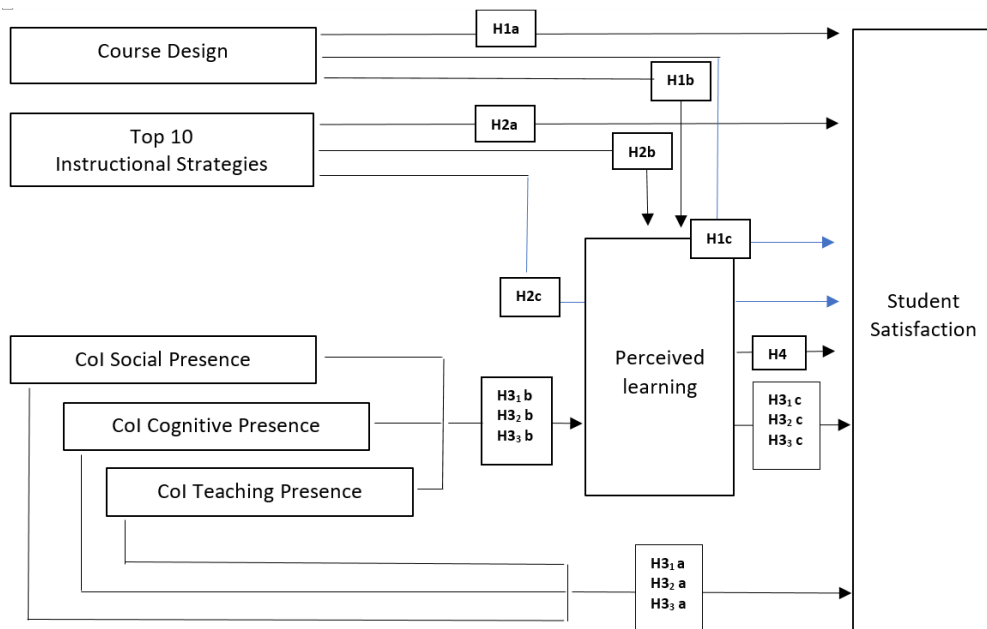 H1a
Course Design
H1b
Top 10
Instructional Strategies
H2a
H2b
H1c
H2c
Student
Satisfaction
CoI Social Presence
Perceived
learning
H4
H3₁ b
H3₂ b
H3₃ b
H3₁ c
H3₂ c
H3₃ c
CoI Cognitive Presence
CoI Teaching Presence
H3₁ a
H3₂ a
H3₃ a